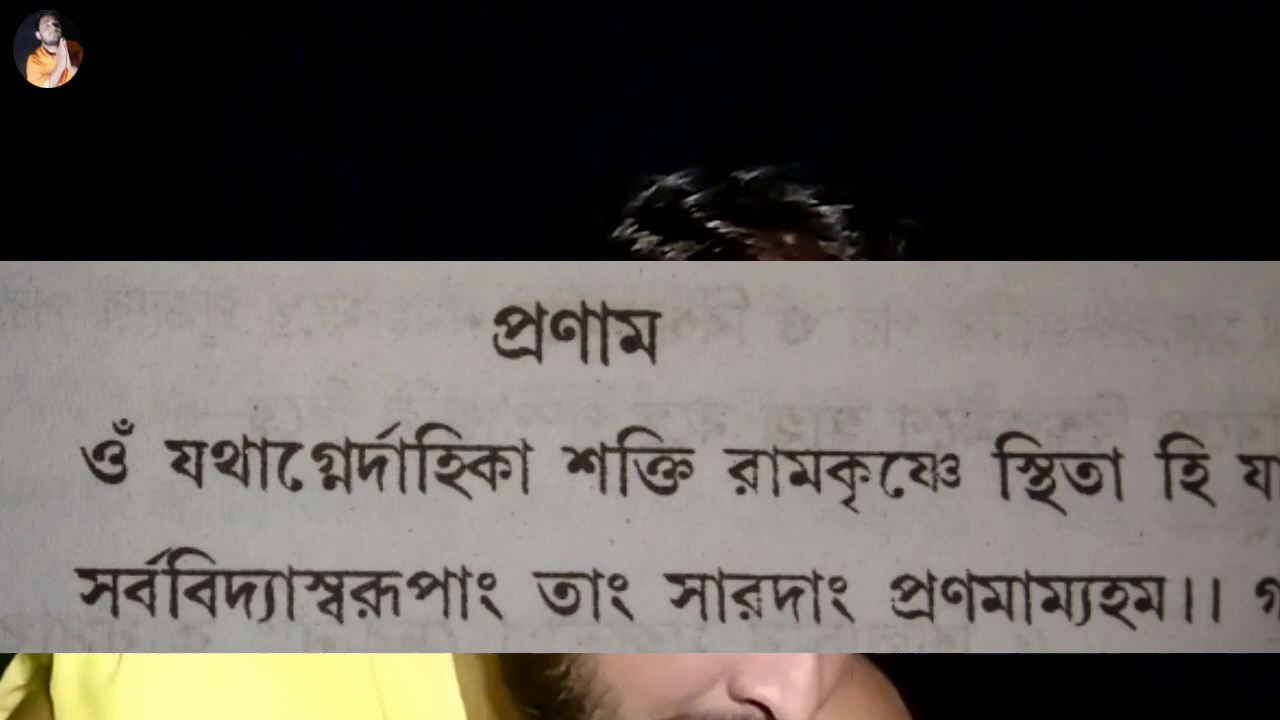 প্রণাম
ওঁ যথাগ্নের্দাহিকা শক্তি রামকৃষ্ণে স্থিতা হি যা
সর্ববিদ্যাস্বরূপাং তাং সারদাং প্রণমাম্যহম।।